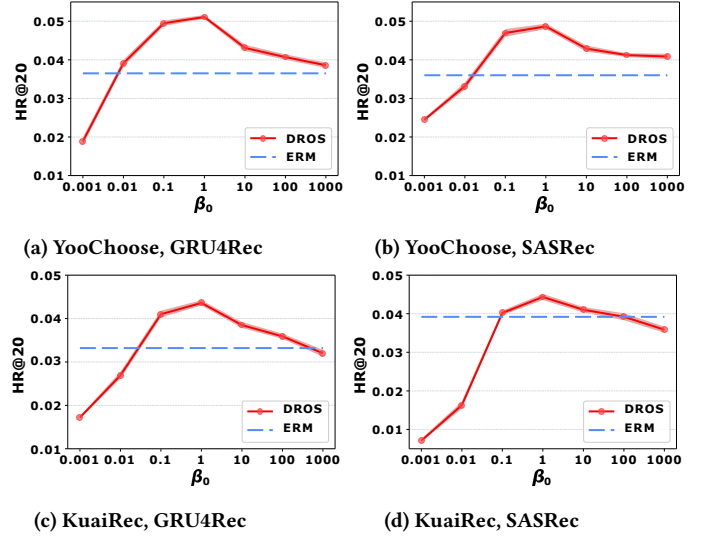 HR@20
0.05
0.04
0.03
0.02
0.01
DROS
ERM
0.001 0.01 0.1 1 10 100 1000
β₀
(a) YooChoose, GRU4Rec
HR@20
0.05
0.04
0.03
0.02
0.01
DROS
ERM
0.001 0.01 0.1 1 10 100 1000
β₀
(b) YooChoose, SASRec
HR@20
0.05
0.04
0.03
0.02
0.01
DROS
ERM
0.001 0.01 0.1 1 10 100 1000
β₀
(c) KuaiRec, GRU4Rec
HR@20
0.05
0.04
0.03
0.02
0.01
DROS
ERM
0.001 0.01 0.1 1 10 100 1000
β₀
(d) KuaiRec, SASRec